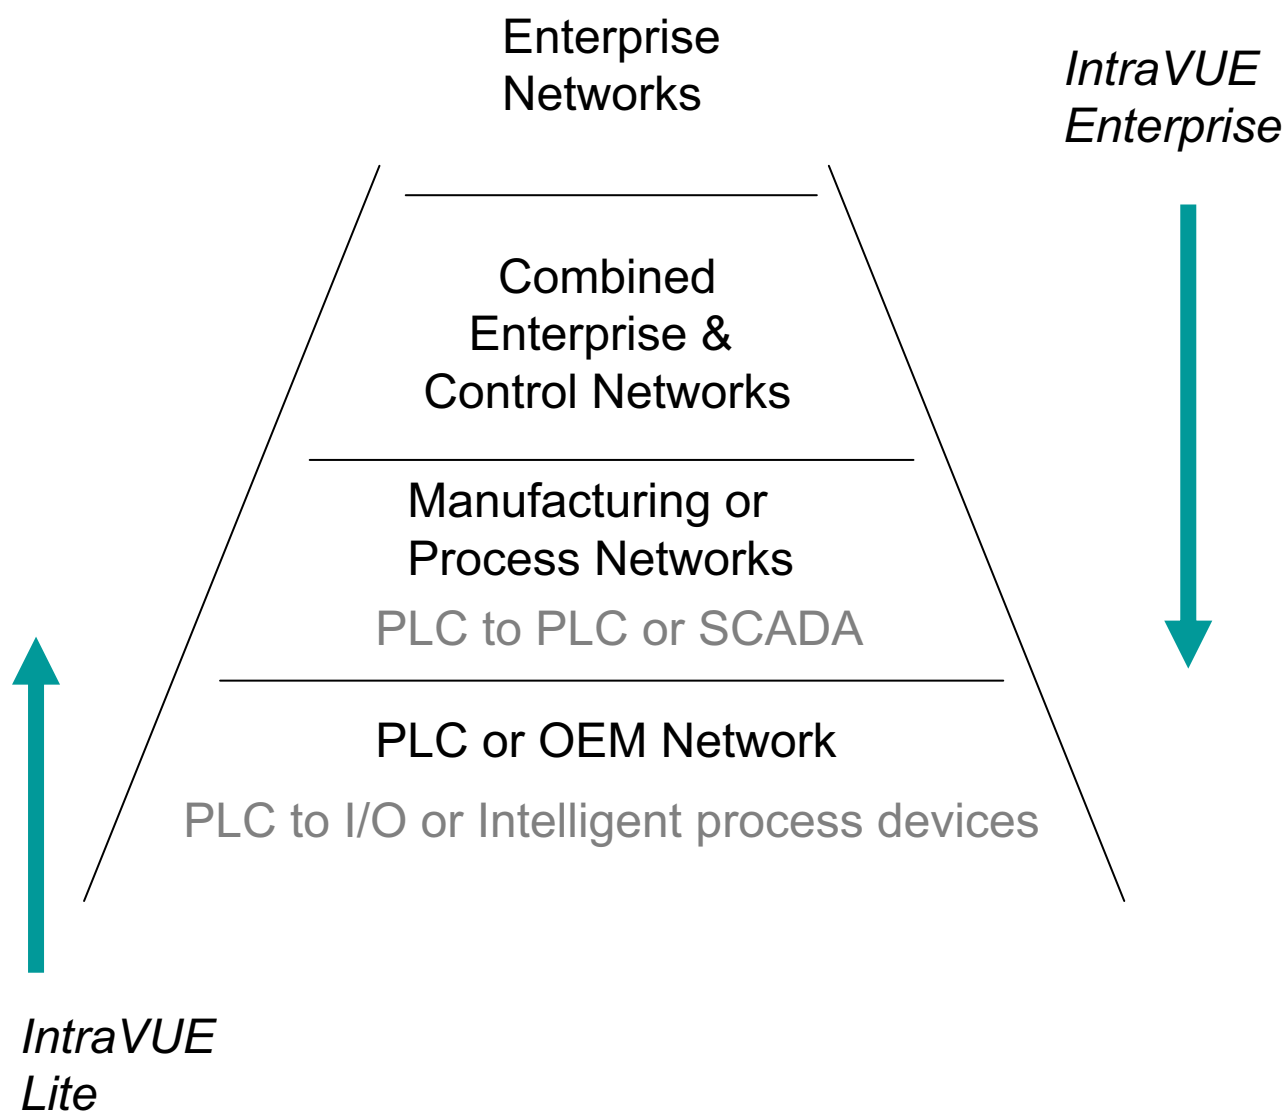 Enterprise
Networks
IntraVUE
Enterprise
Combined
Enterprise &
Control Networks
Manufacturing or
Process Networks
PLC to PLC or SCADA
PLC or OEM Network
PLC to I/O or Intelligent process devices
IntraVUE
Lite